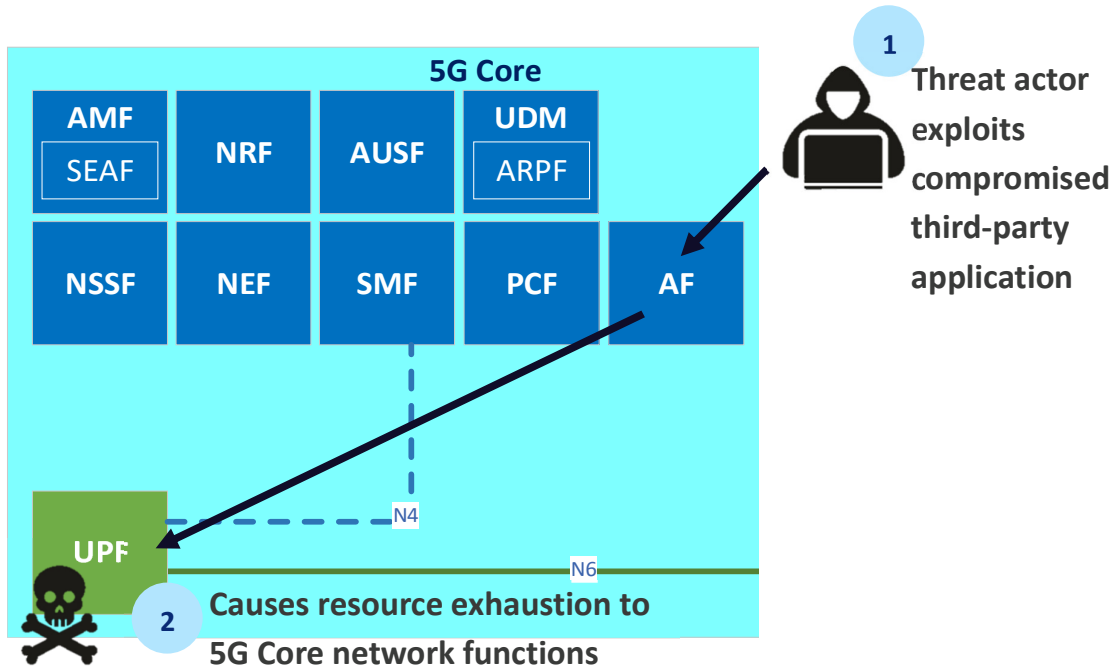 1
5G Core
Threat actor
exploits
compromised
third-party
application
AMF
SEAF
NRF
AUSF
UDM
ARPF
NSSF
NEF
SMF
PCF
AF
N4
UPF
N6
2
Causes resource exhaustion to
5G Core network functions